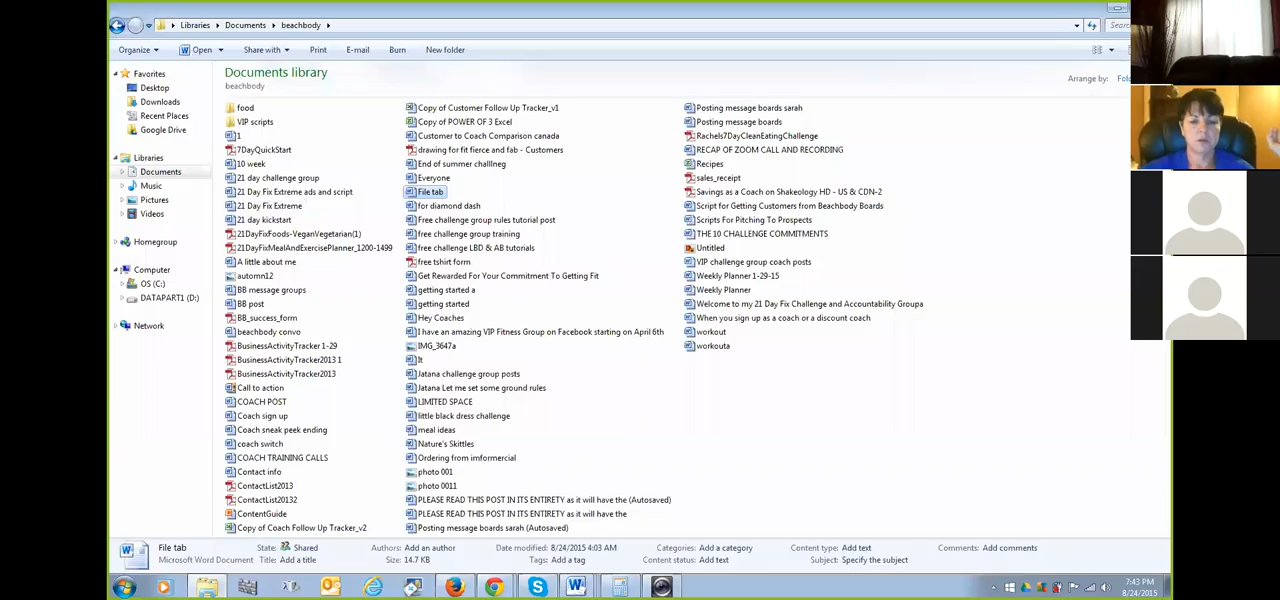 Libraries ▸ Documents ▸ beachbody ▸
Organize Open Share with Print E-mail Burn New folder
Favorites
Desktop
Downloads
Recent Places
Google Drive
Libraries
Documents
Music
Pictures
Videos
Homegroup
Computer
OS (C:)
DATAPART1 (D:)
Network
Documents library
beachbody
Arrange by:
food
VIP scripts
1
7DayQuickStart
10 week
21 day challenge group
21 Day Fix Extreme ads and script
21 Day Fix Extreme
21 day kickstart
21DayFixFoods-VeganVegetarian(1)
21DayFixMealAndExercisePlanner_1200-1499
A little about me
automn12
BB message groups
BB post
BB_success_form
beachbody convo
BusinessActivityTracker 1-29
BusinessActivityTracker2013 1
BusinessActivityTracker2013
Call to action
COACH POST
Coach sign up
Coach sneak peek ending
coach switch
COACH TRAINING CALLS
Contact info
ContactList2013
ContactList20132
ContentGuide
Copy of Coach Follow Up Tracker_v2
Copy of Customer Follow Up Tracker_v1
Copy of POWER OF 3 Excel
Customer to Coach Comparison canada
drawing for fit fierce and fab - Customers
End of summer challneg
Everyone
File tab
for diamond dash
Free challenge group rules tutorial post
free challenge group training
free challenge LBD & AB tutorials
free tshirt form
Get Rewarded For Your Commitment To Getting Fit
getting started a
getting started
Hey Coaches
I have an amazing VIP Fitness Group on Facebook starting on April 6th
IMG_3647a
It
Jatana challenge group posts
Jatana Let me set some ground rules
LIMITED SPACE
little black dress challenge
meal ideas
Nature's Skittles
Ordering from imformercial
photo 001
photo 0011
PLEASE READ THIS POST IN ITS ENTIRETY as it will have the (Autosaved)
PLEASE READ THIS POST IN ITS ENTIRETY as it will have the
Posting message boards sarah (Autosaved)
Posting message boards sarah
Posting message boards
Rachels7DayCleanEatingChallenge
RECAP OF ZOOM CALL AND RECORDING
Recipes
sales_receipt
Savings as a Coach on Shakeology HD - US & CDN-2
Script for Getting Customers from Beachbody Boards
Scripts For Pitching To Prospects
THE 10 CHALLENGE COMMITMENTS
Untitled
VIP challenge group coach posts
Weekly Planner 1-29-15
Weekly Planner
Welcome to my 21 Day Fix Challenge and Accountability Groupa
When you sign up as a coach or a discount coach
workout
workouta
File tab State: Shared Authors: Add an author Date modified: 8/24/2015 4:03 AM Categories: Add a category Content type: Add text Comments: Add comments
Microsoft Word Document Title: Add a title Size: 14.7 KB Tags: Add a tag Content status: Add text Subject: Specify the subject
7:43 PM
8/24/2015